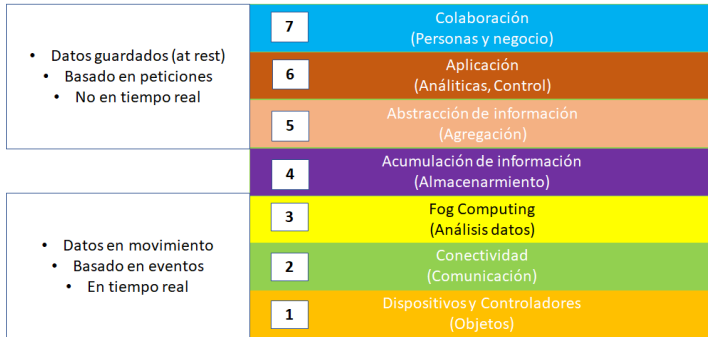 • Datos guardados (at rest)
• Basado en peticiones
• No en tiempo real
7
Colaboración
(Personas y negocio)
6
Aplicación
(Análiticas, Control)
5
Abstracción de información
(Agregación)
4
Acumulación de información
(Almacenarmiento)
• Datos en movimiento
• Basado en eventos
• En tiempo real
3
Fog Computing
(Análisis datos)
2
Conectividad
(Comunicación)
1
Dispositivos y Controladores
(Objetos)